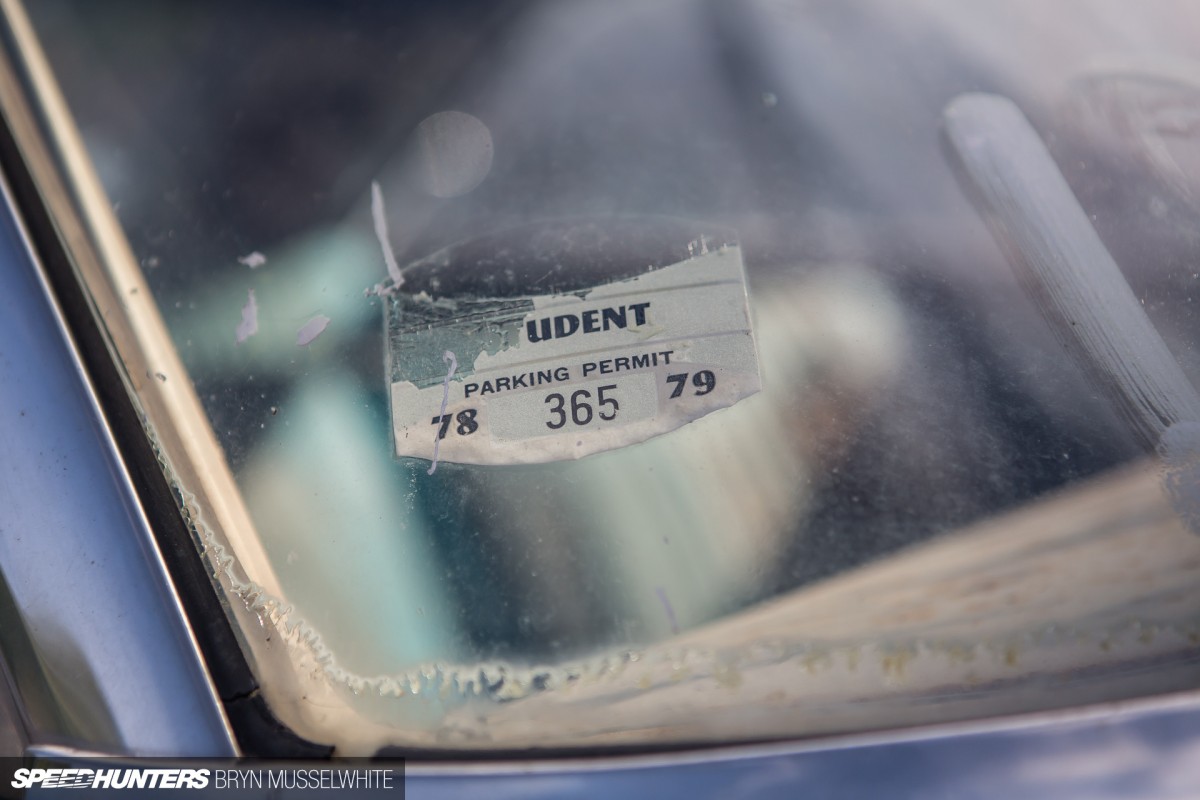 UDENT
PARKING PERMIT
78 365 79
SPEEDHUNTERS BRYN MUSSELWHITE